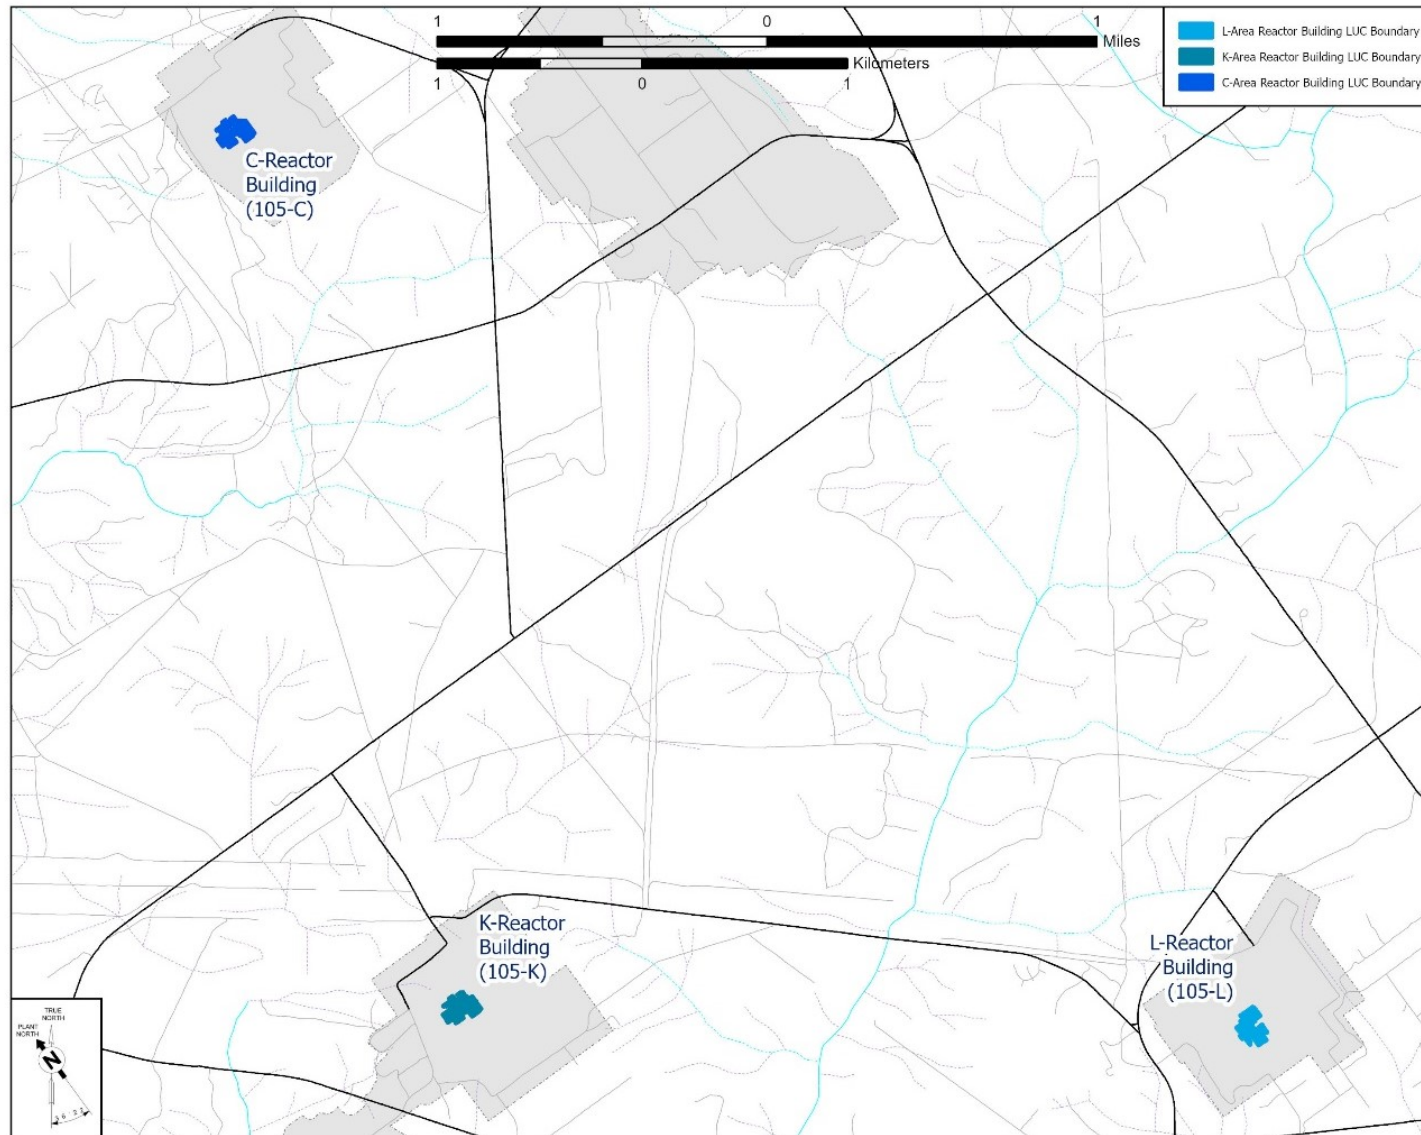 1 0 1
Miles
Kilometers
1 0 1
L-Area Reactor Building LUC Boundary
K-Area Reactor Building LUC Boundary
C-Area Reactor Building LUC Boundary
C-Reactor
Building
(105-C)
K-Reactor
Building
(105-K)
L-Reactor
Building
(105-L)
TRUE
NORTH
PLANT
NORTH
N